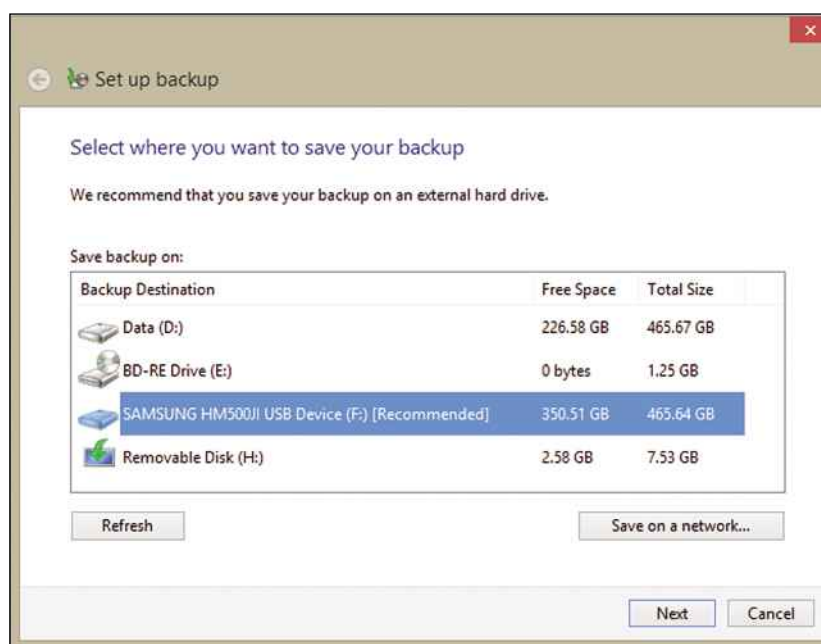 Set up backup
Select where you want to save your backup
We recommend that you save your backup on an external hard drive.
Save backup on:
Backup Destination Free Space Total Size
Data (D:) 226.58 GB 465.67 GB
BD-RE Drive (E:) 0 bytes 1.25 GB
SAMSUNG HM500JI USB Device (F:) [Recommended] 350.51 GB 465.64 GB
Removable Disk (H:) 2.58 GB 7.53 GB
Refresh Save on a network...
Next Cancel